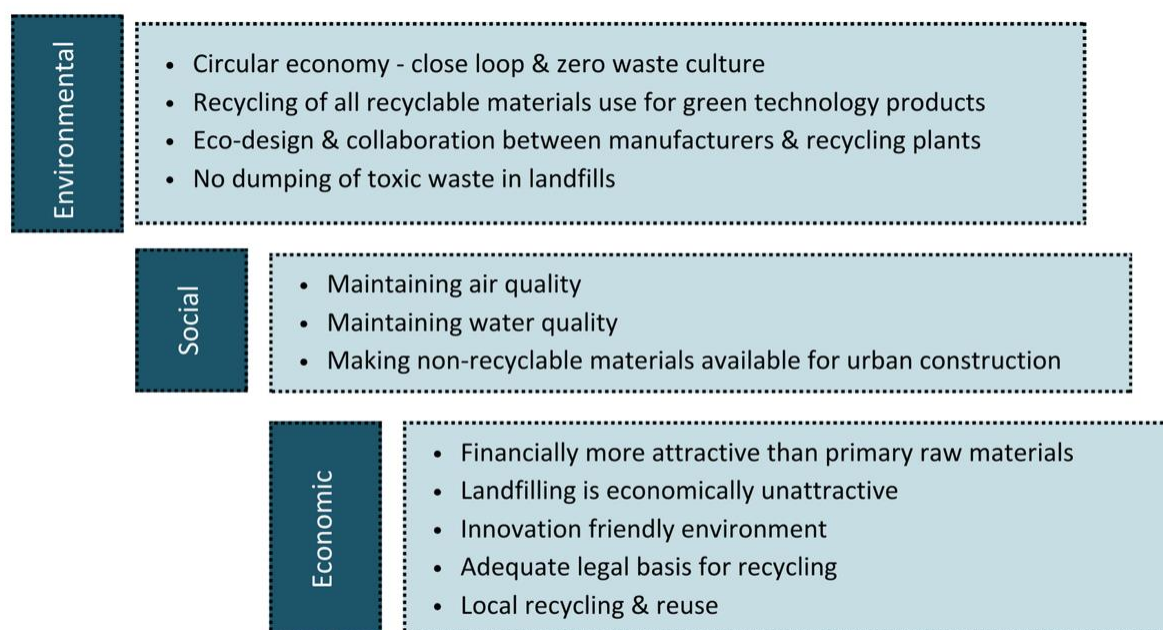 Environmental
• Circular economy - close loop & zero waste culture
• Recycling of all recyclable materials use for green technology products
• Eco-design & collaboration between manufacturers & recycling plants
• No dumping of toxic waste in landfills
Social
• Maintaining air quality
• Maintaining water quality
• Making non-recyclable materials available for urban construction
Economic
• Financially more attractive than primary raw materials
• Landfilling is economically unattractive
• Innovation friendly environment
• Adequate legal basis for recycling
• Local recycling & reuse